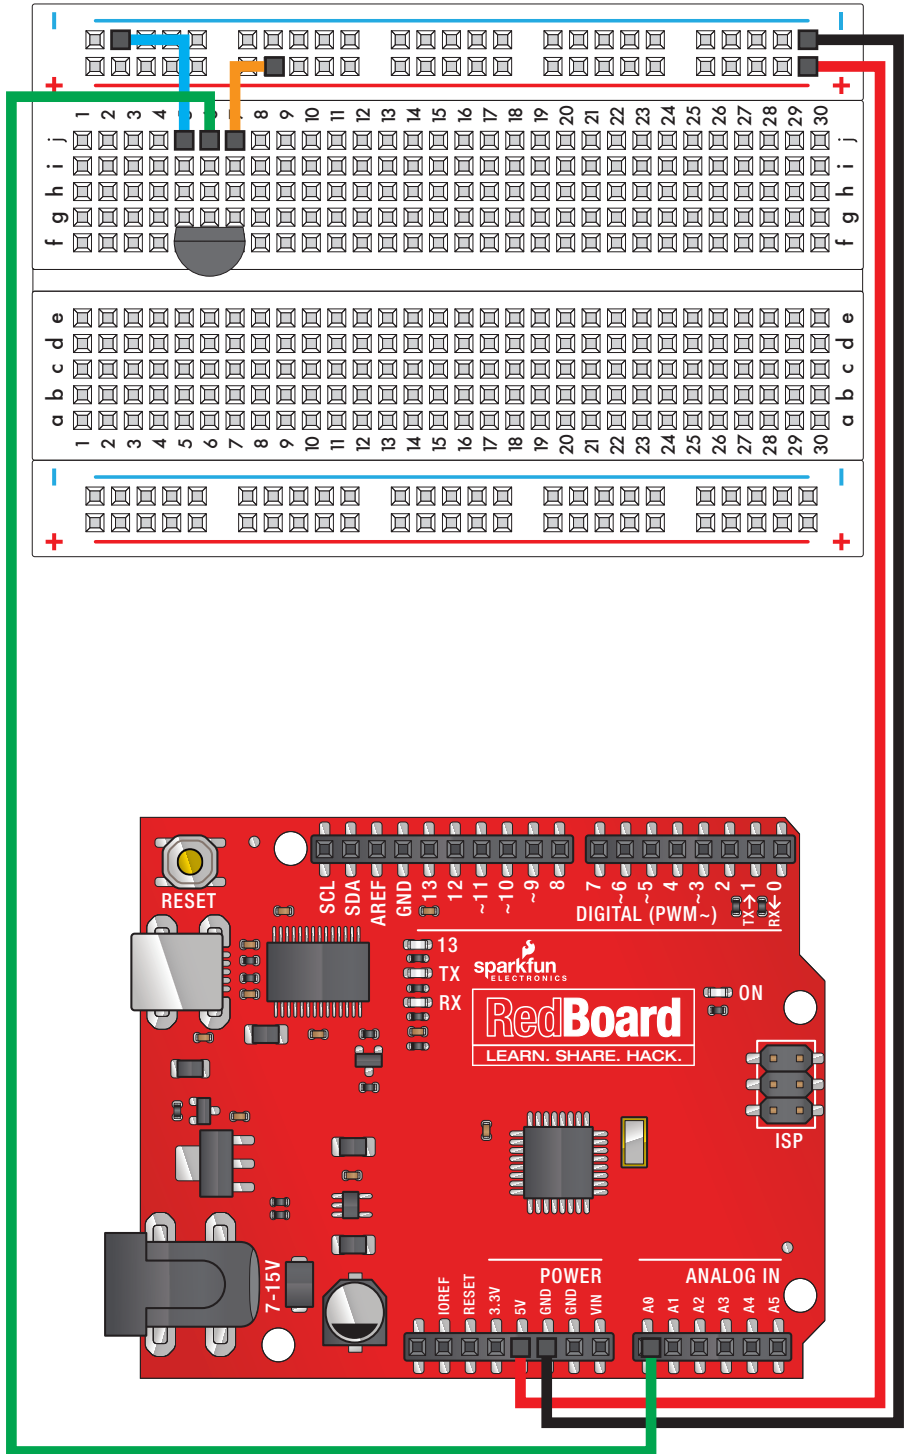 – –
+ +
1 2 3 4 5 7 8 9 10 11 12 13 14 15 16 17 18 19 20 21 22 23 24 25 26 27 28 29 30
j j
i i
h h
g g
f f
e e
d d
c c
b b
a a
1 2 3 4 5 6 7 8 9 10 11 12 13 14 15 16 17 18 19 20 21 22 23 24 25 26 27 28 29 30
– –
+ +
RESET
SCL SDA AREF GND 13 12 ~11 ~10 ~9 8 7 ~6 ~5 4 ~3 2 TX→1 RX←0
DIGITAL (PWM~)
13
TX
RX
sparkfun
ELECTRONICS
RedBoard
LEARN. SHARE. HACK.
ON
ISP
7-15V
POWER
ANALOG IN
IOREF RESET 3.3V 5V GND GND VIN A0 A1 A2 A3 A4 A5